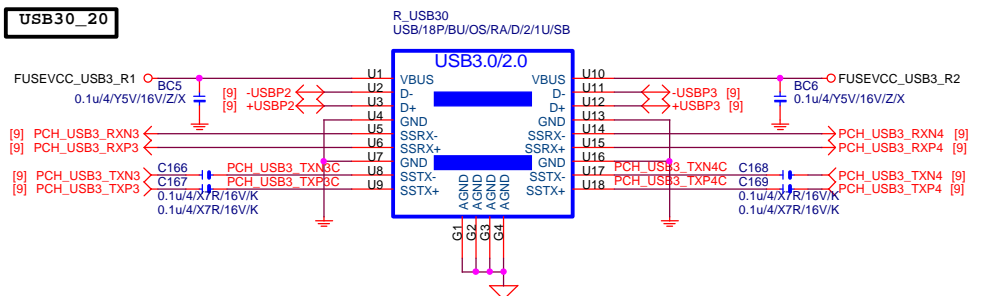 USB30_20
R_USB30
USB/18P/BU/OS/RA/D/2/1U/SB
USB3.0/2.0
FUSEVCC_USB3_R1
BC5
0.1u/4/Y5V/16V/Z/X
U1 VBUS VBUS U10
FUSEVCC_USB3_R2
BC6
0.1u/4/Y5V/16V/Z/X
[9] -USBP2 U2 D- D- U11 -USBP3 [9]
[9] +USBP2 U3 D+ D+ U12 +USBP3 [9]
U4 GND GND U13
[9] PCH_USB3_RXN3 U5 SSRX- SSRX- U14 PCH_USB3_RXN4 [9]
[9] PCH_USB3_RXP3 U6 SSRX+ SSRX+ U15 PCH_USB3_RXP4 [9]
U7 GND GND U16
[9] PCH_USB3_TXN3 C166 PCH_USB3_TXN3C U8 SSTX- SSTX- U17 PCH_USB3_TXN4C C168 PCH_USB3_TXN4 [9]
[9] PCH_USB3_TXP3 C167 PCH_USB3_TXP3C U9 SSTX+ SSTX+ U18 PCH_USB3_TXP4C C169 PCH_USB3_TXP4 [9]
0.1u/4/X7R/16V/K 0.1u/4/X7R/16V/K
0.1u/4/X7R/16V/K 0.1u/4/X7R/16V/K
AGND AGND AGND AGND
G1 G2 G3 G4